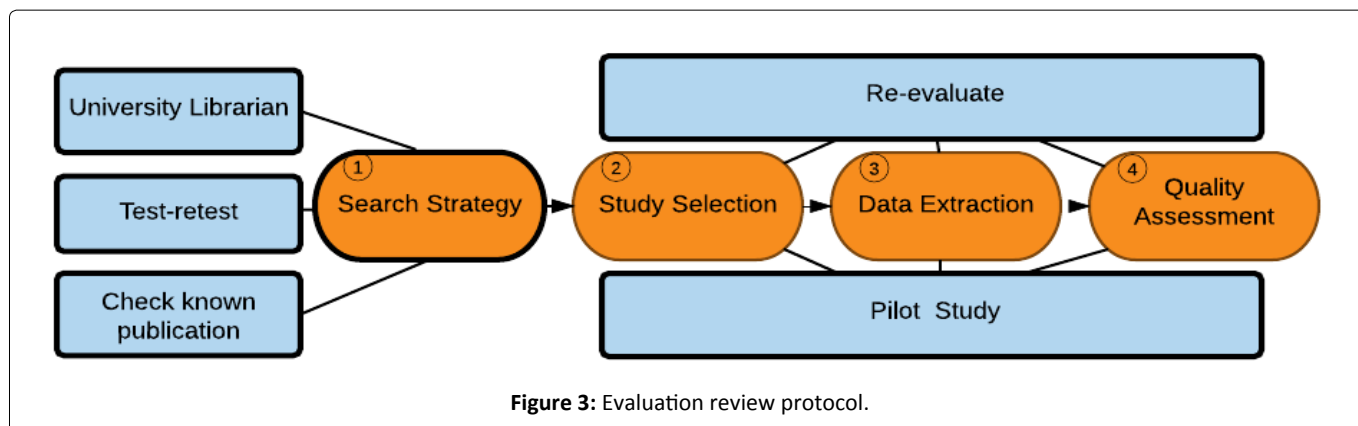 University Librarian
Test-retest
Check known
publication
1
Search Strategy
Re-evaluate
2
Study Selection
3
Data Extraction
4
Quality
Assessment
Pilot Study
Figure 3: Evaluation review protocol.